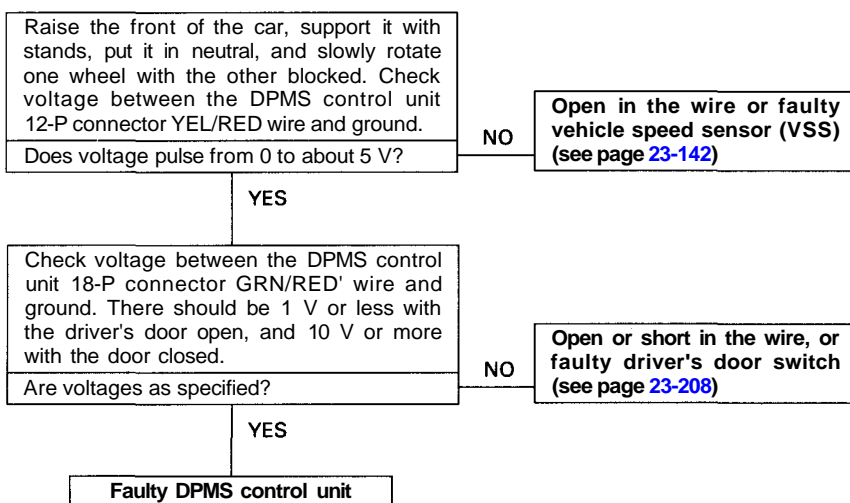 Raise the front of the car, support it with
stands, put it in neutral, and slowly rotate
one wheel with the other blocked. Check
voltage between the DPMS control unit
12-P connector YEL/RED wire and ground.
Does voltage pulse from 0 to about 5 V?
NO
Open in the wire or faulty
vehicle speed sensor (VSS)
(see page 23-142)
YES
Check voltage between the DPMS control
unit 18-P connector GRN/RED' wire and
ground. There should be 1 V or less with
the driver's door open, and 10 V or more
with the door closed.
Are voltages as specified?
NO
Open or short in the wire, or
faulty driver's door switch
(see page 23-208)
YES
Faulty DPMS control unit